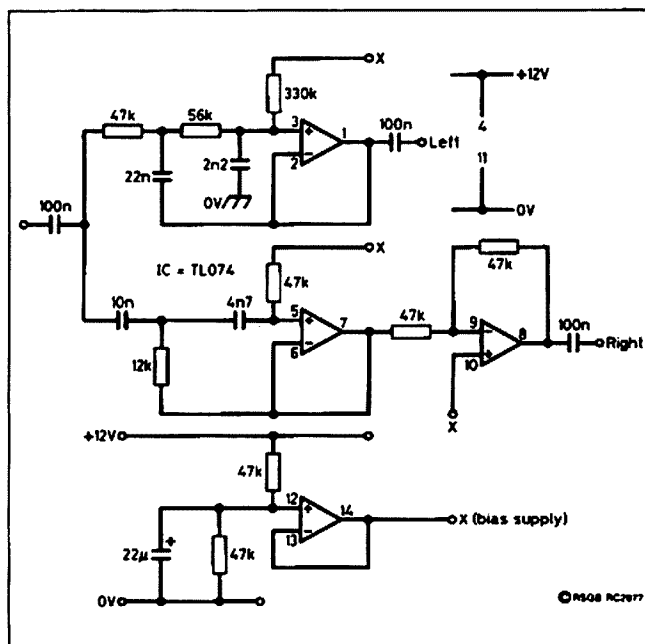 X
330k
47k
56k
3
+
1
100n
Left
−
2
22n
2n2
0V
100n
+12V
4
11
0V
IC = TL074
X
47k
10n
4n7
5
+
7
−
6
12k
47k
47k
9
−
8
+
10
100n
Right
X
+12V
47k
12
+
14
−
13
X (bias supply)
+
22μ
47k
0V
© RSGB RC2877